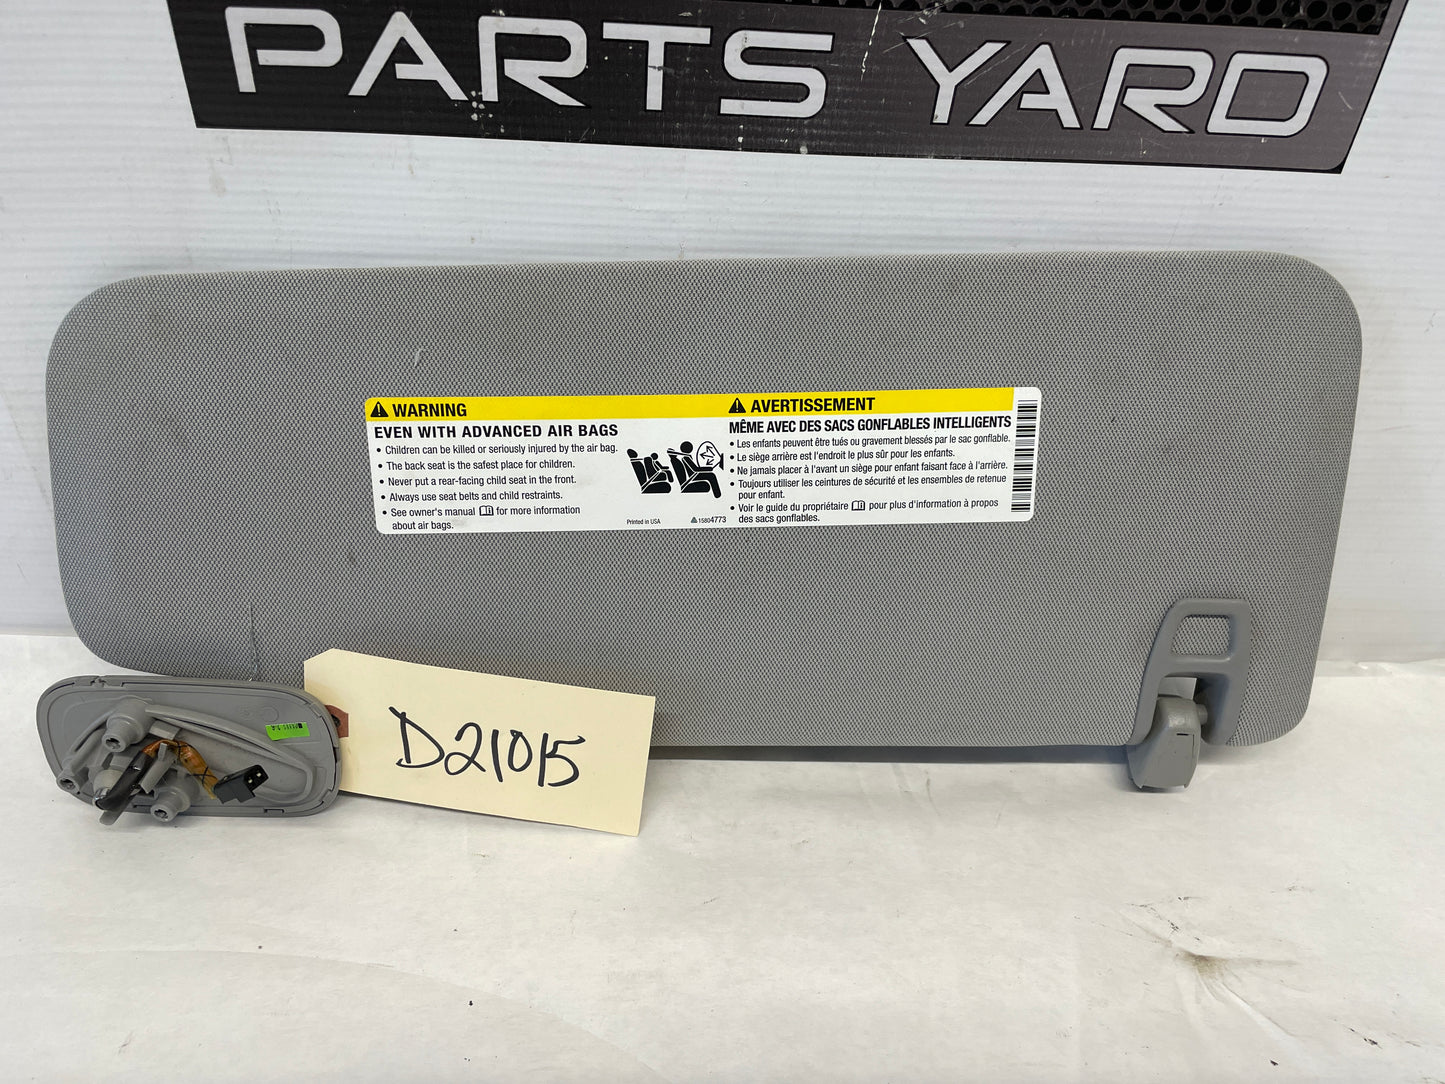 PARTS YARD
WARNING
EVEN WITH ADVANCED AIR BAGS
• Children can be killed or seriously injured by the air bag.
• The back seat is the safest place for children.
• Never put a rear-facing child seat in the front.
• Always use seat belts and child restraints.
• See owner's manual for more information
about air bags.
Printed in USA
15804773
AVERTISSEMENT
MÊME AVEC DES SACS GONFLABLES INTELLIGENTS
• Les enfants peuvent être tués ou gravement blessés par le sac gonflable.
• Le siège arrière est l'endroit le plus sûr pour les enfants.
• Ne jamais placer à l'avant un siège pour enfant faisant face à l'arrière.
• Toujours utiliser les ceintures de sécurité et les ensembles de retenue
pour enfant.
• Voir le guide du propriétaire pour plus d'information à propos
des sacs gonflables.
D21015